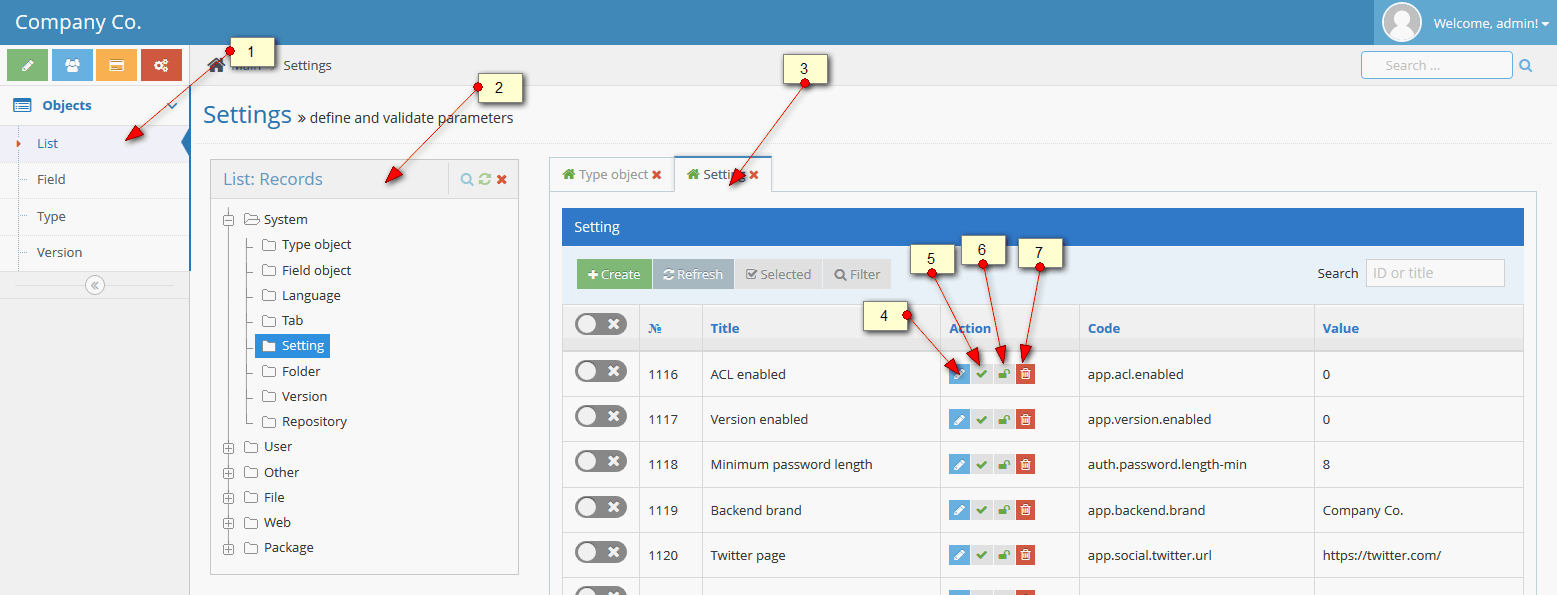 Company Co.
Welcome, admin!
1
Main
Settings
Search ...
2
3
Objects
Settings » define and validate parameters
List
Field
Type
Version
List: Records
System
Type object
Field object
Language
Tab
Setting
Folder
Version
Repository
User
Other
File
Web
Package
Type object
Setting
Setting
5
6
7
Create
Refresh
Selected
Filter
Search
ID or title
4
№ Title Action Code Value
1116 ACL enabled app.acl.enabled 0
1117 Version enabled app.version.enabled 0
1118 Minimum password length auth.password.length-min 8
1119 Backend brand app.backend.brand Company Co.
1120 Twitter page app.social.twitter.url https://twitter.com/